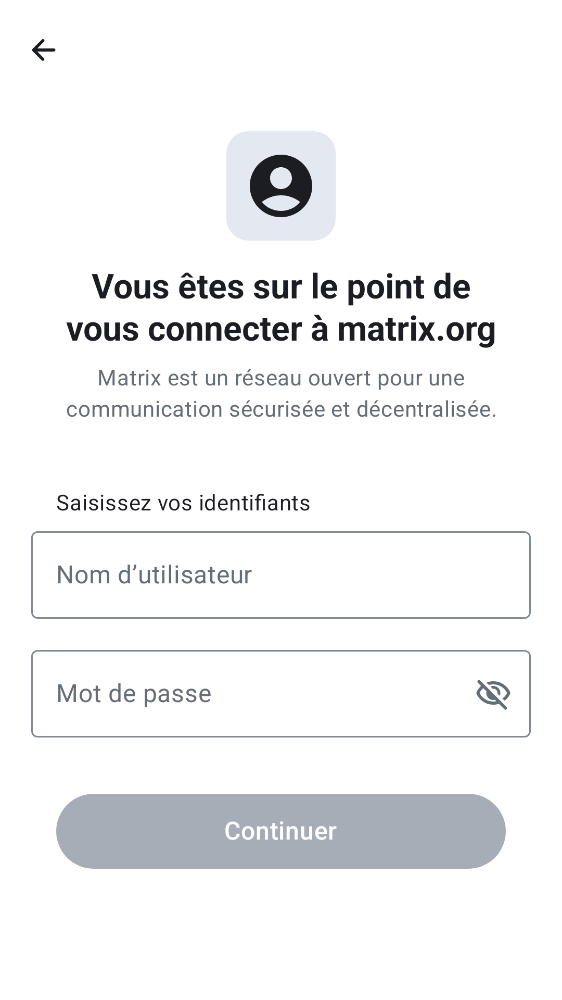 Vous êtes sur le point de
vous connecter à matrix.org
Matrix est un réseau ouvert pour une
communication sécurisée et décentralisée.
Saisissez vos identifiants
Nom d’utilisateur
Mot de passe
Continuer